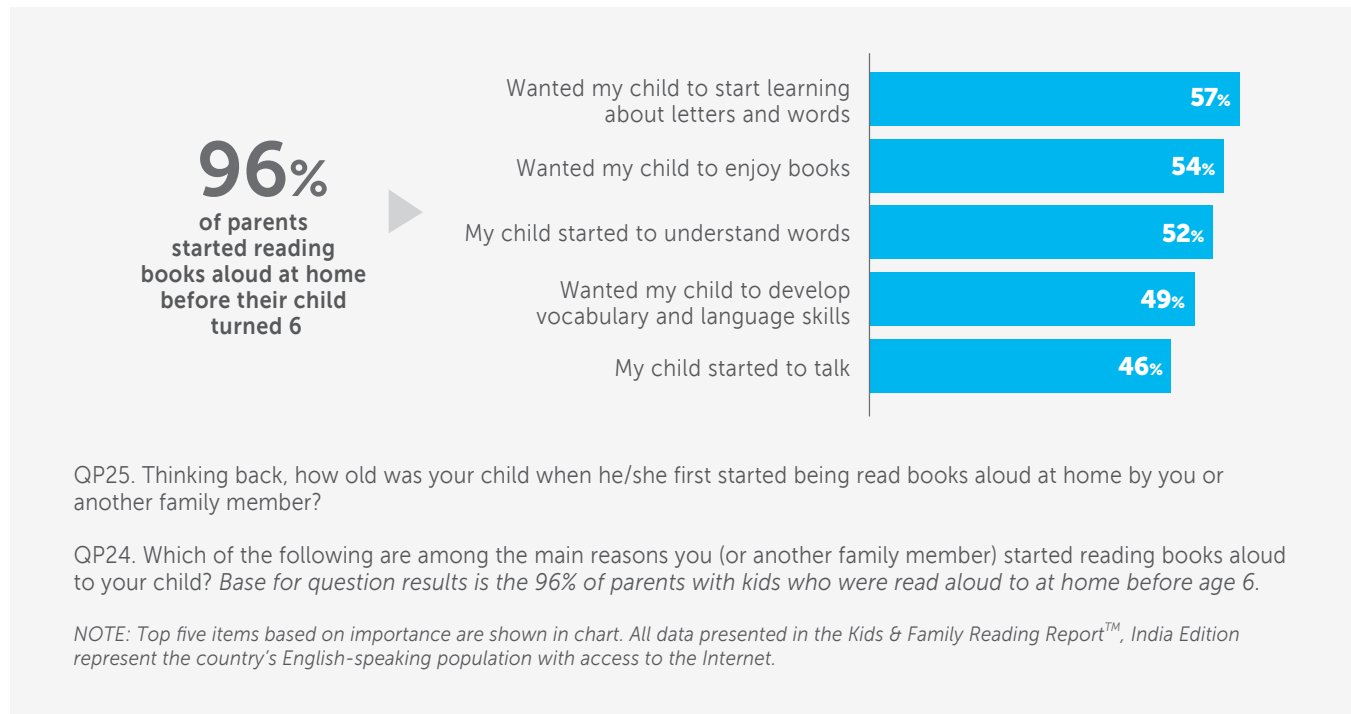 96%
of parents
started reading
books aloud at home
before their child
turned 6
Wanted my child to start learning
about letters and words
57%
Wanted my child to enjoy books
54%
My child started to understand words
52%
Wanted my child to develop
vocabulary and language skills
49%
My child started to talk
46%
QP25. Thinking back, how old was your child when he/she first started being read books aloud at home by you or
another family member?
QP24. Which of the following are among the main reasons you (or another family member) started reading books aloud
to your child? Base for question results is the 96% of parents with kids who were read aloud to at home before age 6.
NOTE: Top five items based on importance are shown in chart. All data presented in the Kids & Family Reading Report™, India Edition
represent the country’s English-speaking population with access to the Internet.